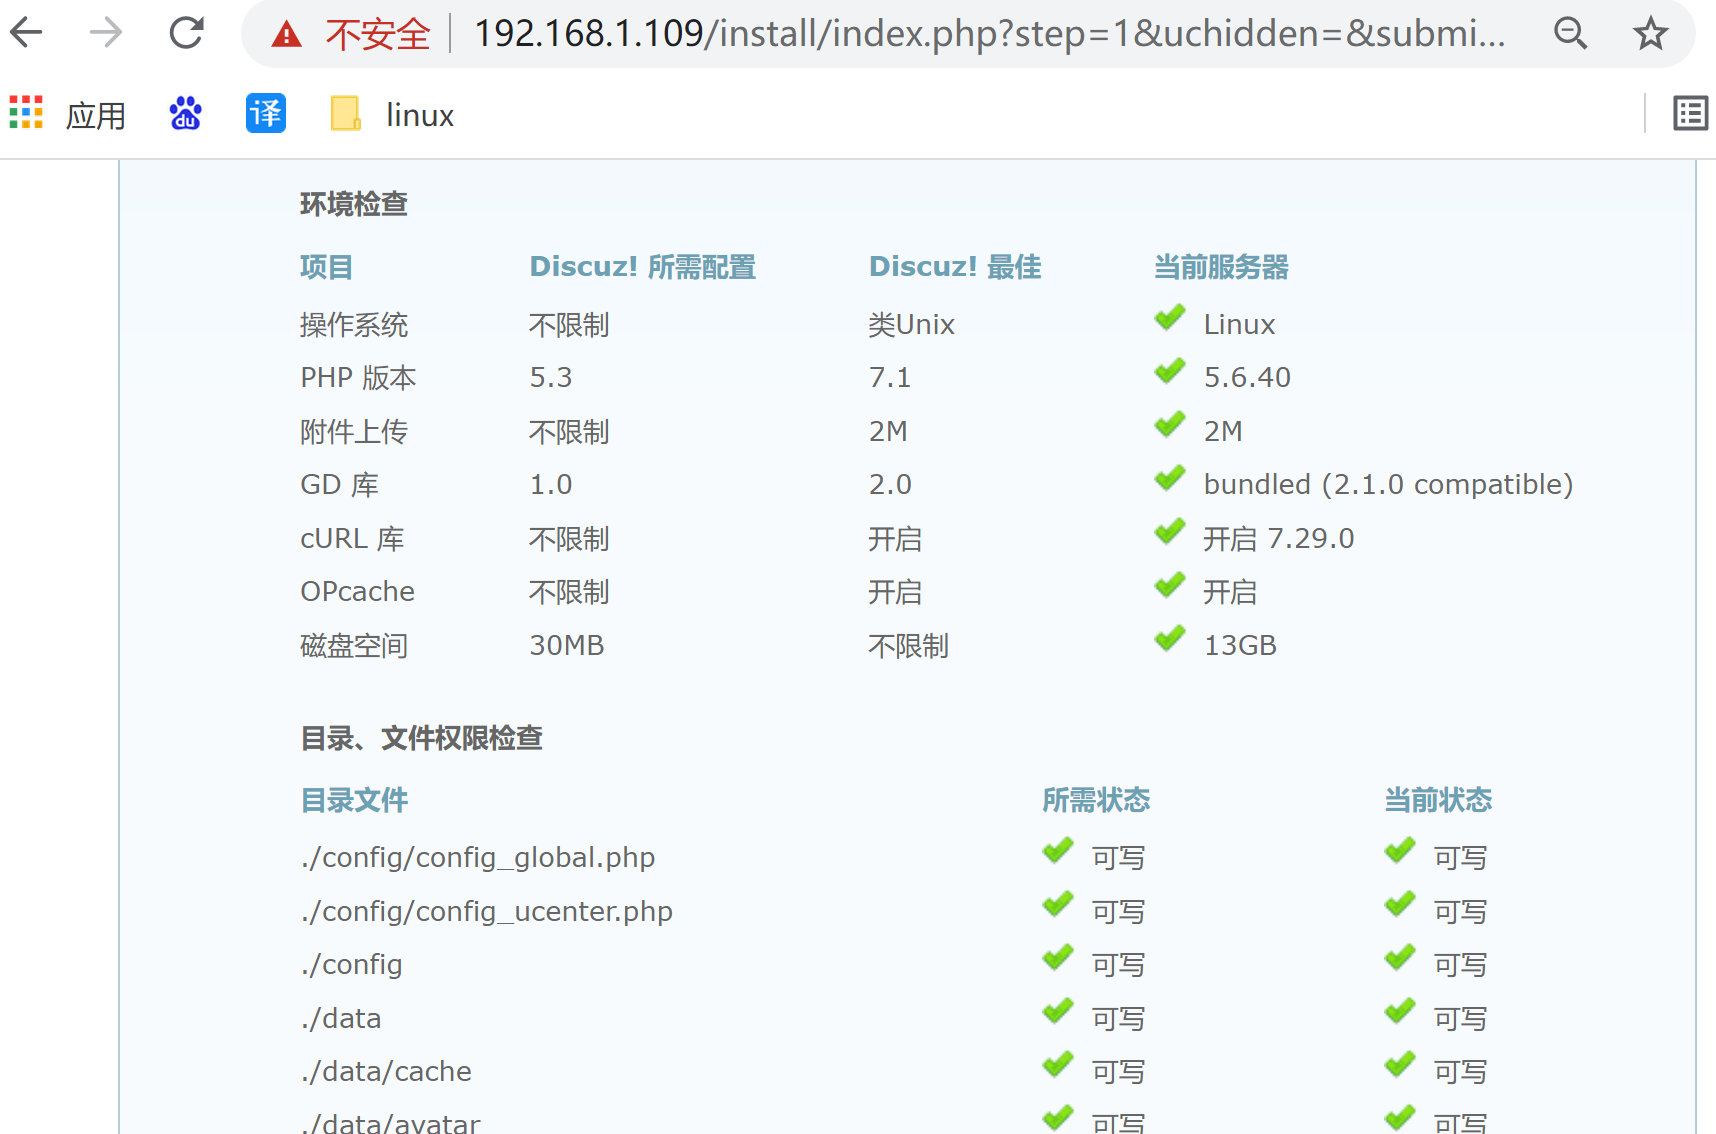 不安全 192.168.1.109/install/index.php?step=1&uchidden=&submi...
应用 du 译 linux
环境检查
项目 Discuz! 所需配置 Discuz! 最佳 当前服务器
操作系统 不限制 类Unix Linux
PHP 版本 5.3 7.1 5.6.40
附件上传 不限制 2M 2M
GD 库 1.0 2.0 bundled (2.1.0 compatible)
cURL 库 不限制 开启 开启 7.29.0
OPcache 不限制 开启 开启
磁盘空间 30MB 不限制 13GB
目录、文件权限检查
目录文件 所需状态 当前状态
./config/config_global.php 可写 可写
./config/config_ucenter.php 可写 可写
./config 可写 可写
./data 可写 可写
./data/cache 可写 可写
./data/avatar 可写 可写